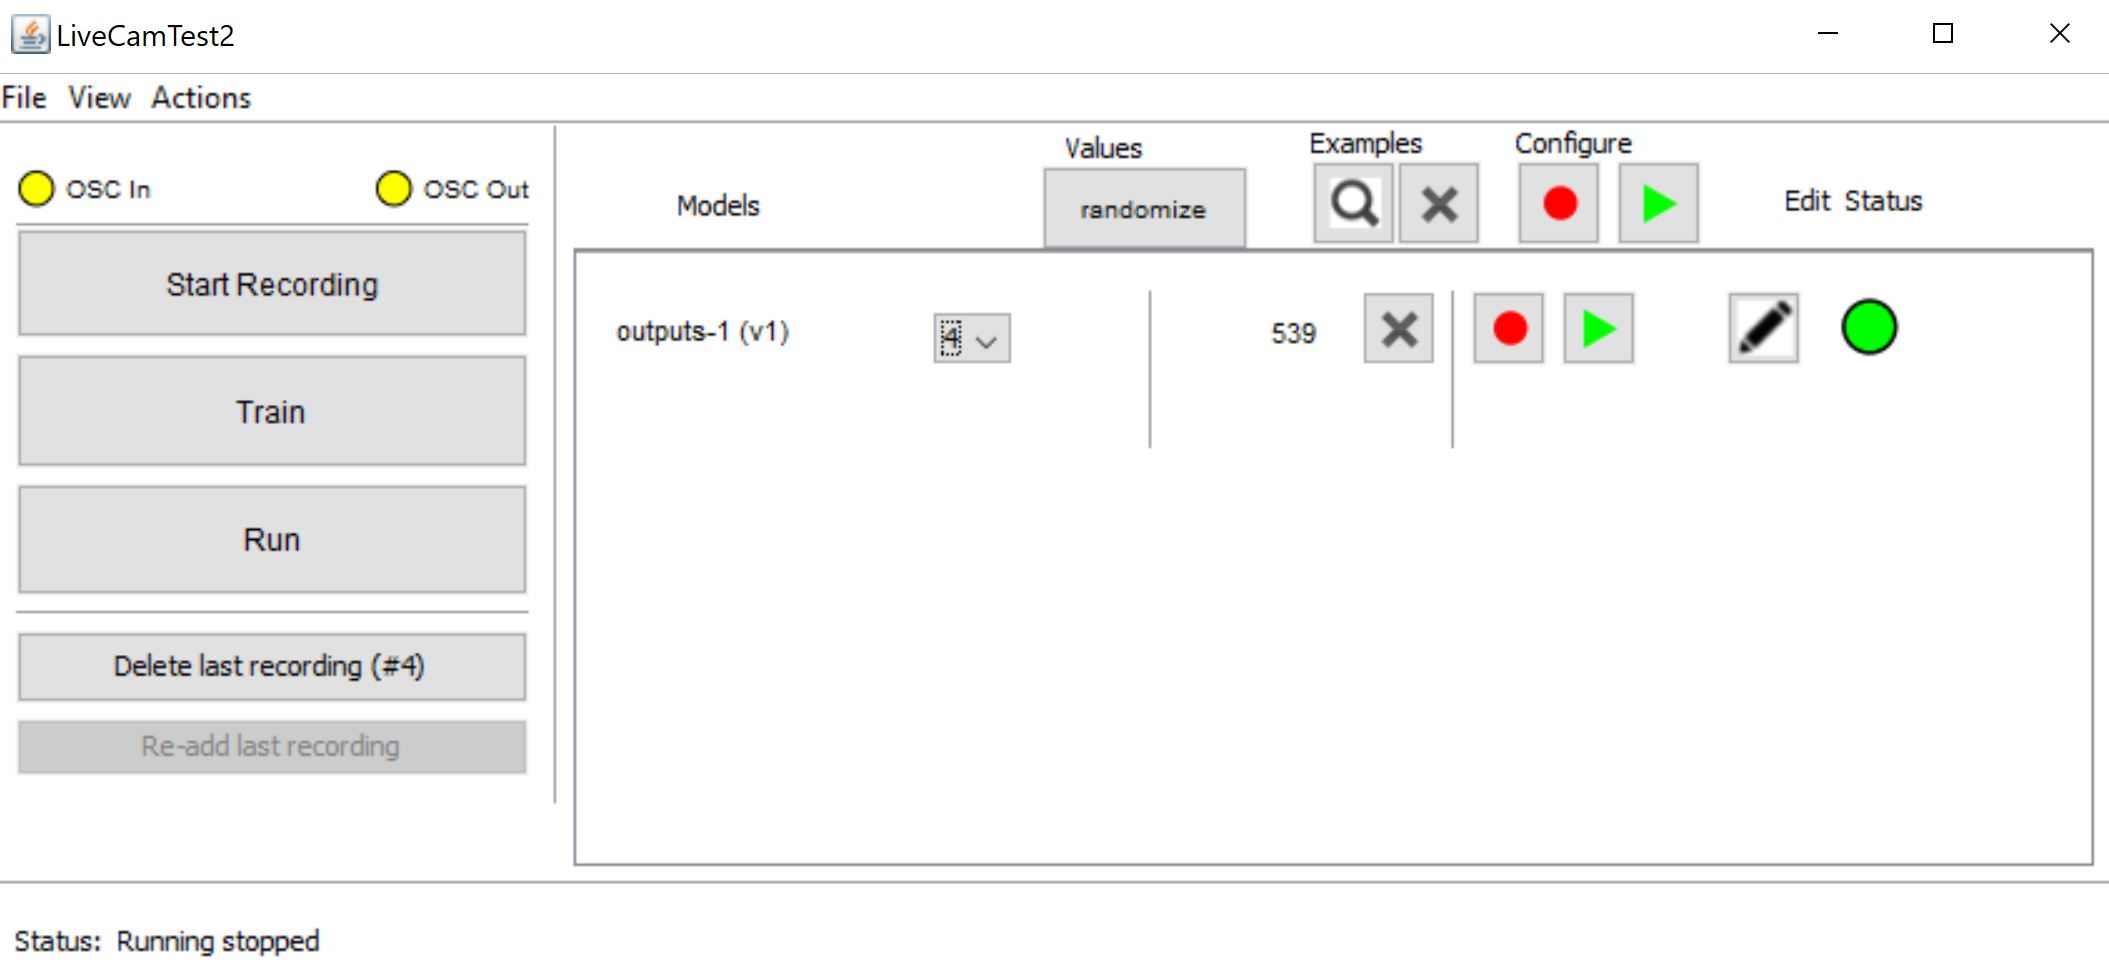 LiveCamTest2
File View Actions
OSC In OSC Out
Start Recording
Train
Run
Delete last recording (#4)
Re-add last recording
Models
Values
randomize
Examples
Configure
Edit Status
outputs-1 (v1) 4 539
Status: Running stopped